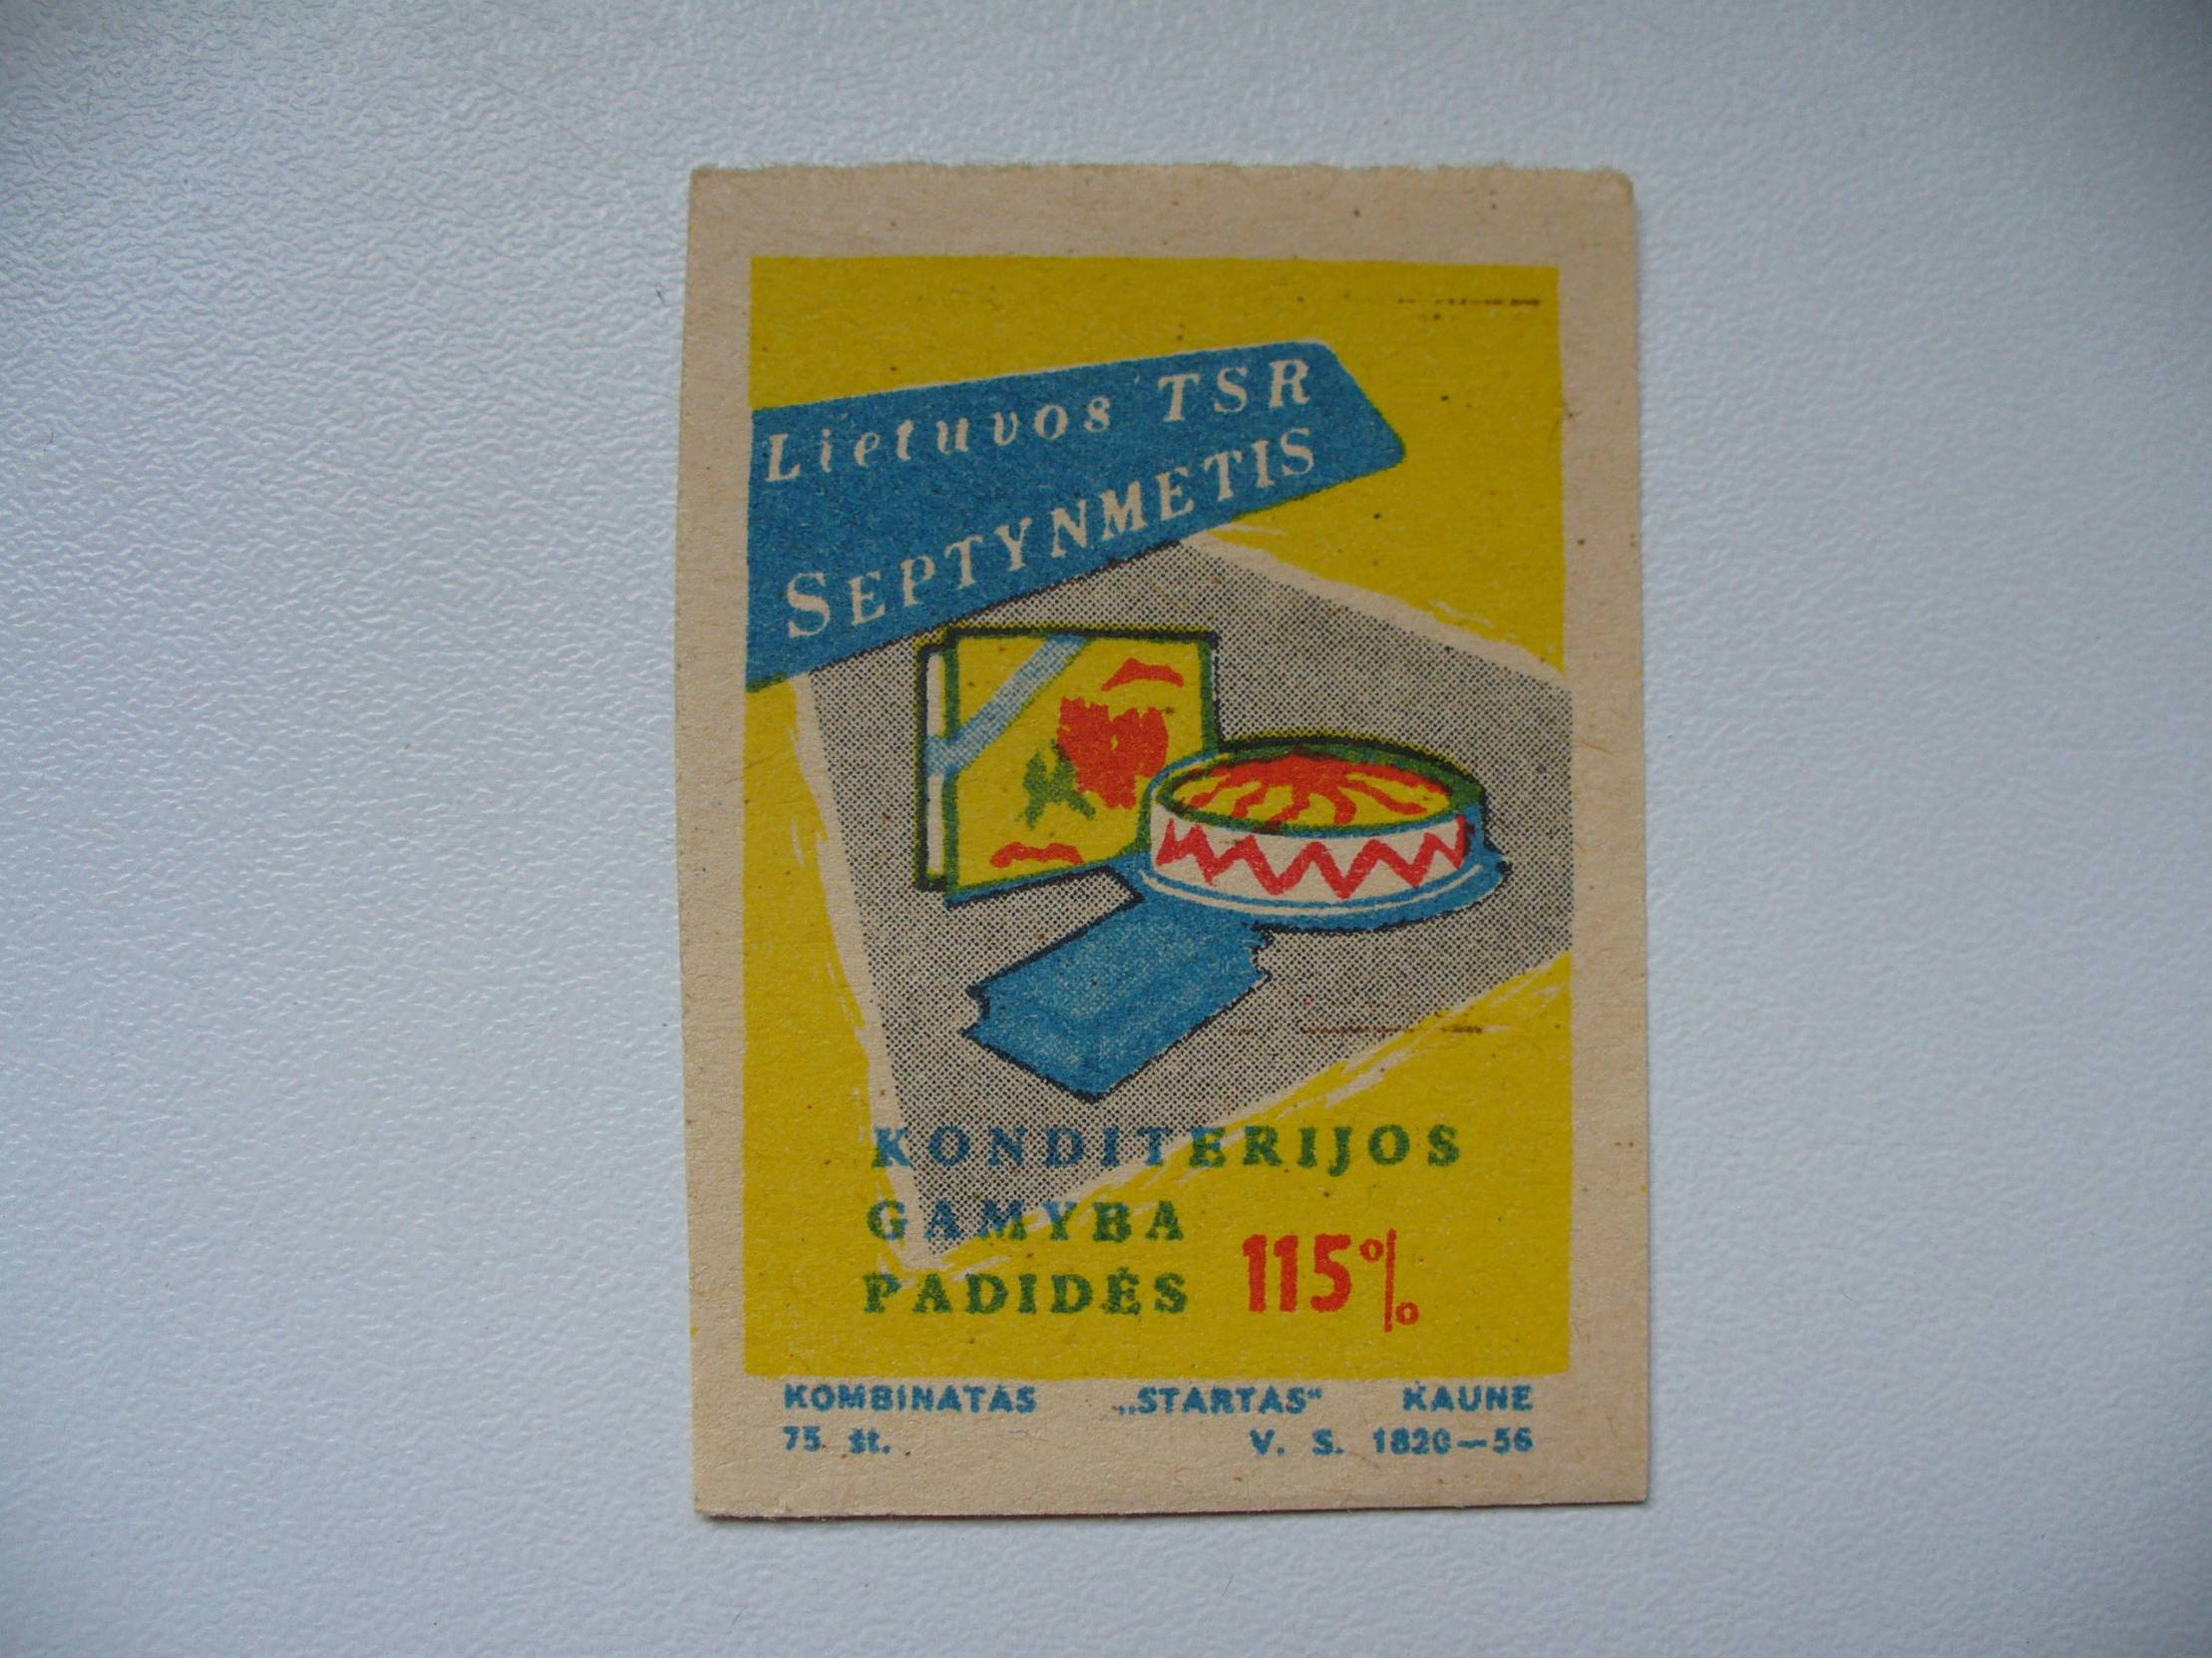 Lietuvos TSR
SEPTYNMETIS
KONDITERIJOS
GAMYBA
PADIDĖS 115%
KOMBINATAS „STARTAS“ KAUNE
75 št. V. S. 1820—56